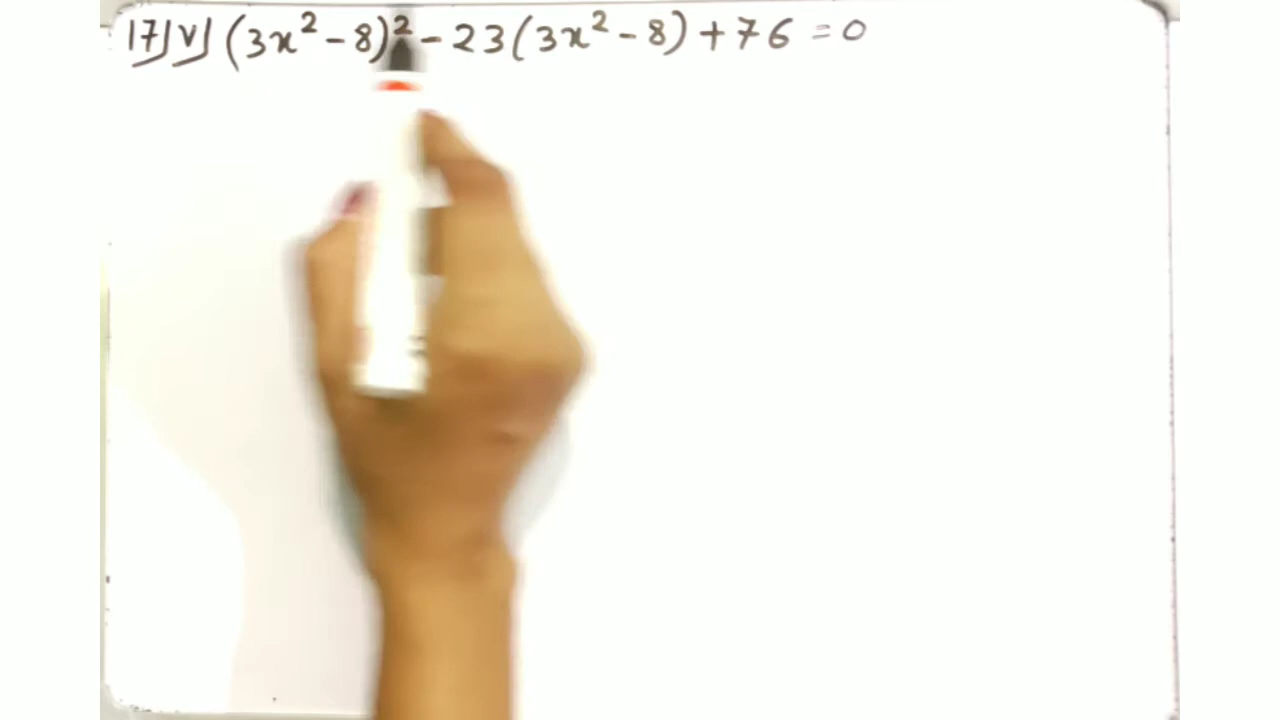 17] V] (3x² - 8)² - 23(3x² - 8) + 76 = 0